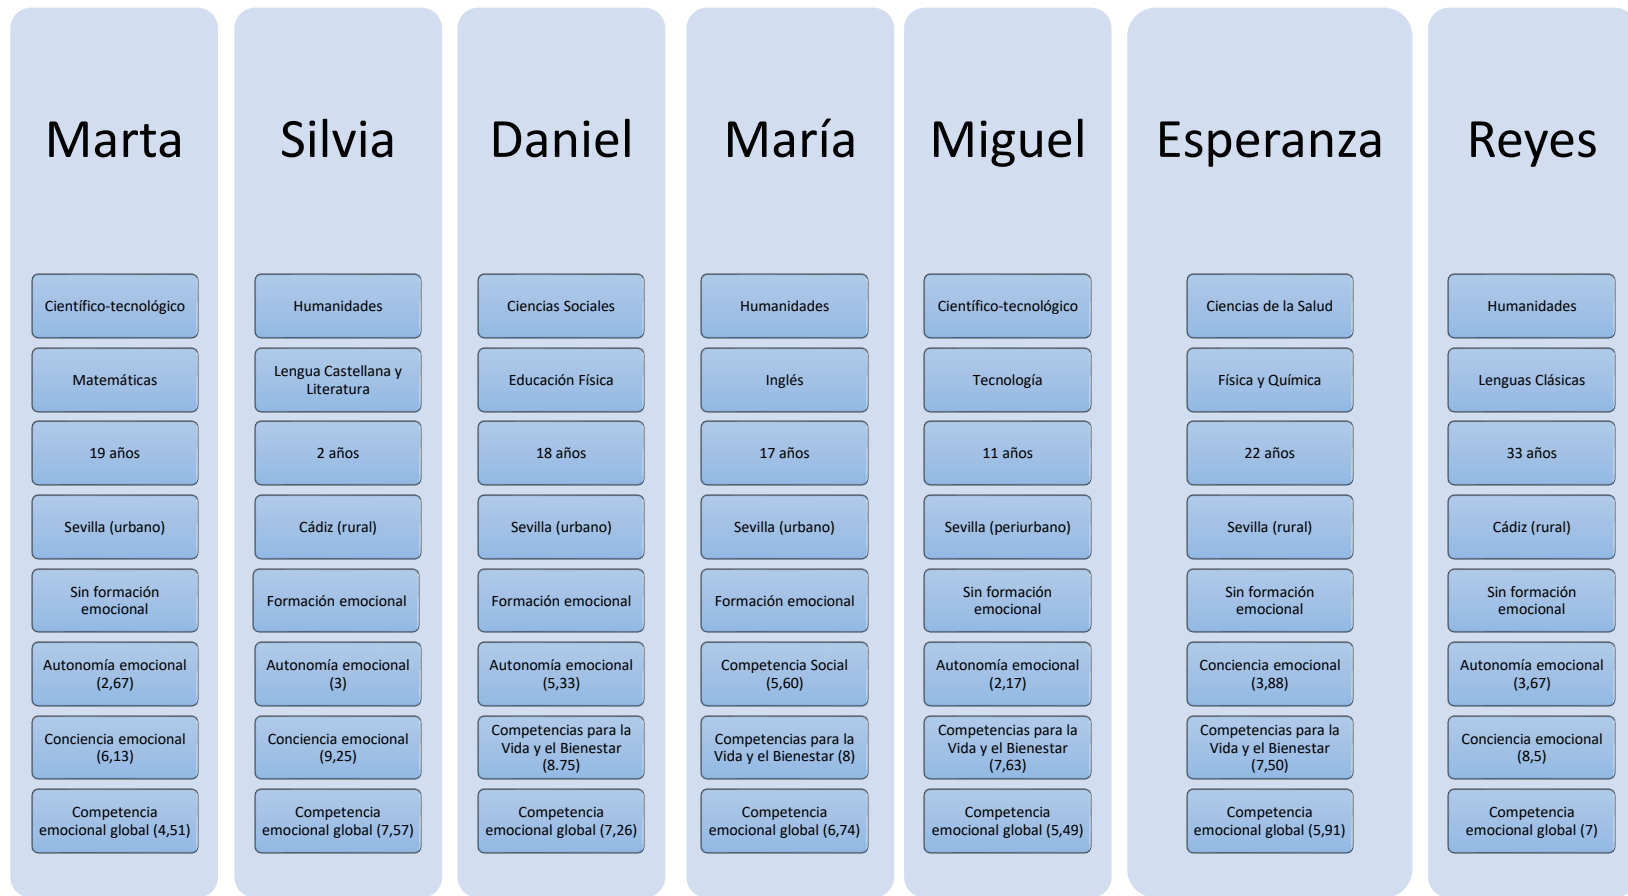 Marta
Científico-tecnológico
Matemáticas
19 años
Sevilla (urbano)
Sin formación
emocional
Autonomía emocional
(2,67)
Conciencia emocional
(6,13)
Competencia
emocional global (4,51)
Silvia
Humanidades
Lengua Castellana y
Literatura
2 años
Cádiz (rural)
Formación emocional
Autonomía emocional
(3)
Conciencia emocional
(9,25)
Competencia
emocional global (7,57)
Daniel
Ciencias Sociales
Educación Física
18 años
Sevilla (urbano)
Formación emocional
Autonomía emocional
(5,33)
Competencias para la
Vida y el Bienestar
(8.75)
Competencia
emocional global (7,26)
María
Humanidades
Inglés
17 años
Sevilla (urbano)
Formación emocional
Competencia Social
(5,60)
Competencias para la
Vida y el Bienestar (8)
Competencia
emocional global (6,74)
Miguel
Científico-tecnológico
Tecnología
11 años
Sevilla (periurbano)
Sin formación
emocional
Autonomía emocional
(2,17)
Competencias para la
Vida y el Bienestar
(7,63)
Competencia
emocional global (5,49)
Esperanza
Ciencias de la Salud
Física y Química
22 años
Sevilla (rural)
Sin formación
emocional
Conciencia emocional
(3,88)
Competencias para la
Vida y el Bienestar
(7,50)
Competencia
emocional global (5,91)
Reyes
Humanidades
Lenguas Clásicas
33 años
Cádiz (rural)
Sin formación
emocional
Autonomía emocional
(3,67)
Conciencia emocional
(8,5)
Competencia
emocional global (7)